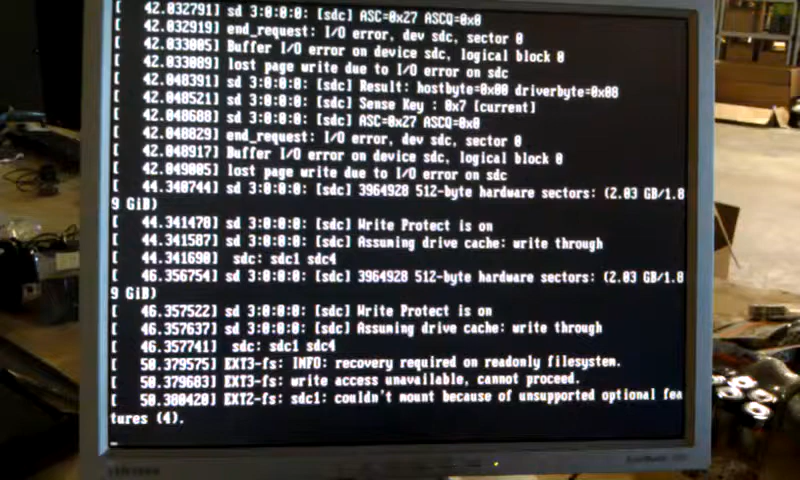 [   42.032791] sd 3:0:0:0: [sdc] ASC=0x27 ASCQ=0x0
[   42.032919] end_request: I/O error, dev sdc, sector 0
[   42.033005] Buffer I/O error on device sdc, logical block 0
[   42.033089] lost page write due to I/O error on sdc
[   42.048391] sd 3:0:0:0: [sdc] Result: hostbyte=0x00 driverbyte=0x08
[   42.048521] sd 3:0:0:0: [sdc] Sense Key : 0x7 [current]
[   42.048688] sd 3:0:0:0: [sdc] ASC=0x27 ASCQ=0x0
[   42.048829] end_request: I/O error, dev sdc, sector 0
[   42.048917] Buffer I/O error on device sdc, logical block 0
[   42.049005] lost page write due to I/O error on sdc
[   44.340744] sd 3:0:0:0: [sdc] 3964928 512-byte hardware sectors: (2.03 GB/1.8
9 GiB)
[   44.341478] sd 3:0:0:0: [sdc] Write Protect is on
[   44.341587] sd 3:0:0:0: [sdc] Assuming drive cache: write through
[   44.341690]  sdc: sdc1 sdc4
[   46.356754] sd 3:0:0:0: [sdc] 3964928 512-byte hardware sectors: (2.03 GB/1.8
9 GiB)
[   46.357522] sd 3:0:0:0: [sdc] Write Protect is on
[   46.357637] sd 3:0:0:0: [sdc] Assuming drive cache: write through
[   46.357741]  sdc: sdc1 sdc4
[   50.379575] EXT3-fs: INFO: recovery required on readonly filesystem.
[   50.379603] EXT3-fs: write access unavailable, cannot proceed.
[   50.380420] EXT2-fs: sdc1: couldn't mount because of unsupported optional fea
tures (4).